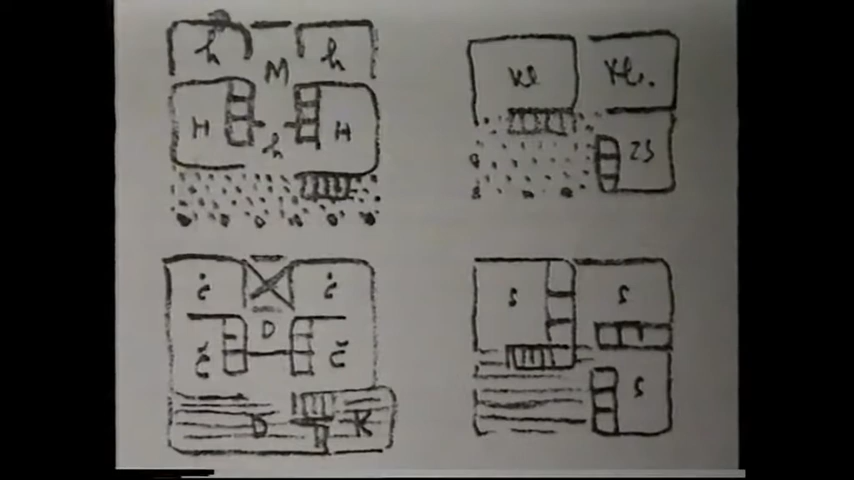 h M h
H h H
Kl Kl.
ZS
ċ ċ
D
č č
D K
s s
s